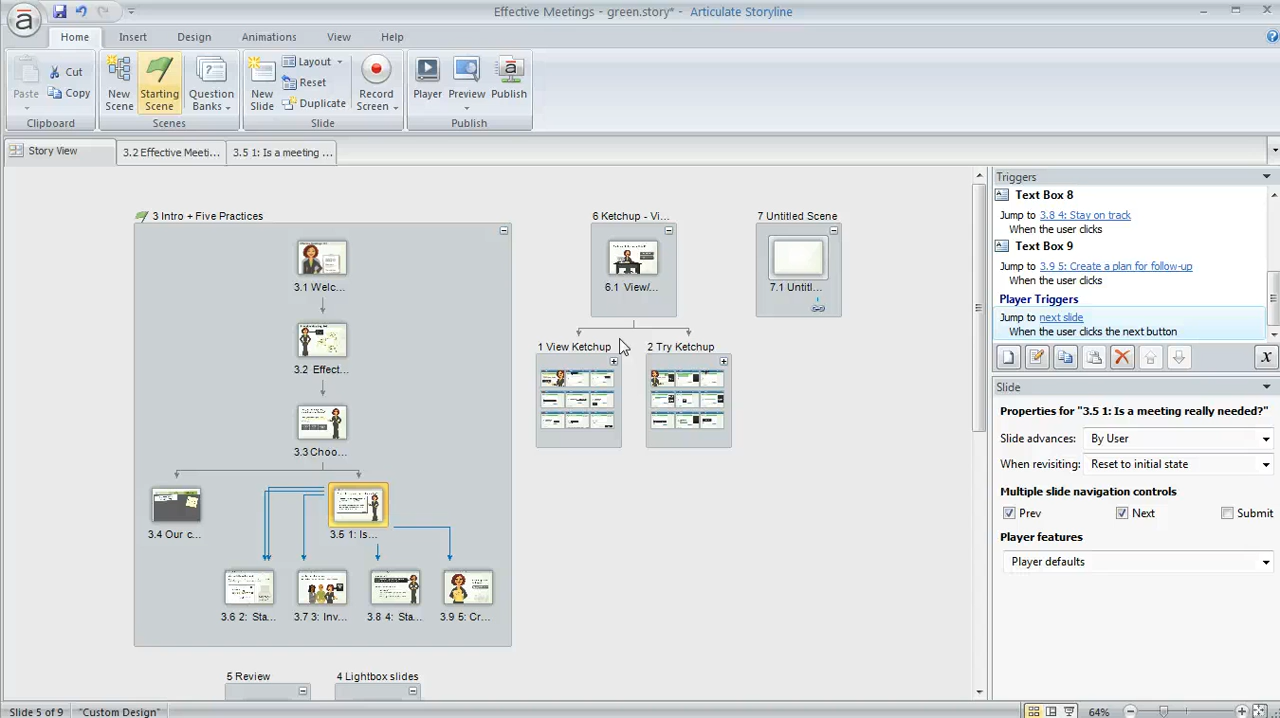 Effective Meetings - green.story* - Articulate Storyline
Home Insert Design Animations View Help
Paste Cut Copy
New Scene Starting Scene Question Banks
New Slide Layout Reset Duplicate Record Screen
Player Preview Publish
Clipboard Scenes Slide Publish
Story View 3.2 Effective Meeti... 3.5 1: Is a meeting ...
3 Intro + Five Practices
3.1 Welc...
3.2 Effect...
3.3 Choo...
3.4 Our c... 3.5 1: Is...
3.6 2: Sta... 3.7 3: Inv... 3.8 4: Sta... 3.9 5: Cr...
6 Ketchup - Vi...
6.1 View/...
7 Untitled Scene
7.1 Untitl...
1 View Ketchup 2 Try Ketchup
5 Review 4 Lightbox slides
Triggers
Text Box 8
Jump to 3.8 4: Stay on track
When the user clicks
Text Box 9
Jump to 3.9 5: Create a plan for follow-up
When the user clicks
Player Triggers
Jump to next slide
When the user clicks the next button
Slide
Properties for "3.5 1: Is a meeting really needed?"
Slide advances: By User
When revisiting: Reset to initial state
Multiple slide navigation controls
Prev Next Submit
Player features
Player defaults
Slide 5 of 9 "Custom Design" 64%